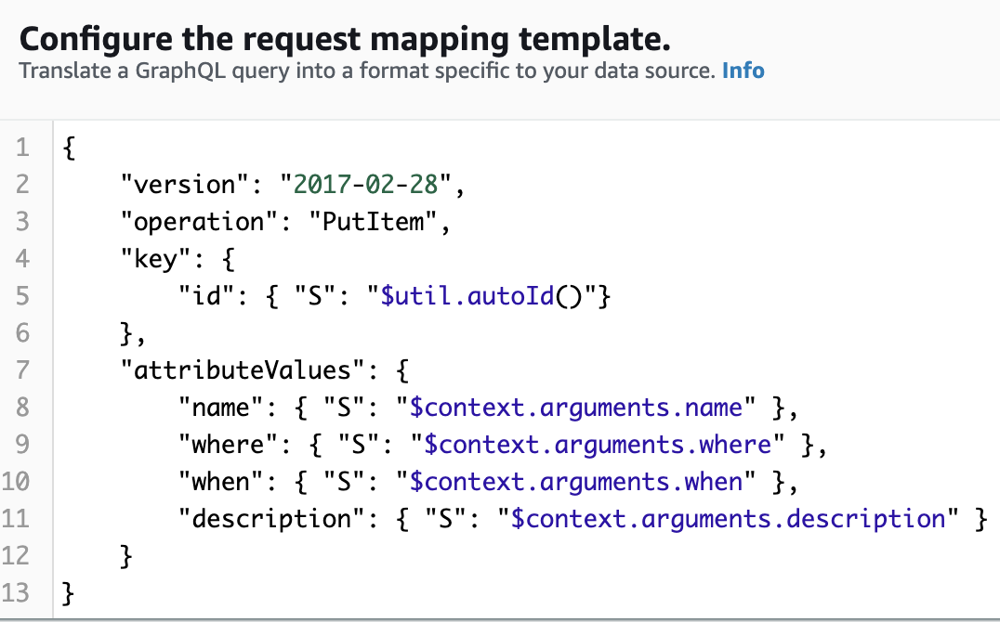 Configure the request mapping template.
Translate a GraphQL query into a format specific to your data source. Info
1 {
2     "version": "2017-02-28",
3     "operation": "PutItem",
4     "key": {
5         "id": { "S": "$util.autoId()"}
6     },
7     "attributeValues": {
8         "name": { "S": "$context.arguments.name" },
9         "where": { "S": "$context.arguments.where" },
10         "when": { "S": "$context.arguments.when" },
11         "description": { "S": "$context.arguments.description" }
12     }
13 }